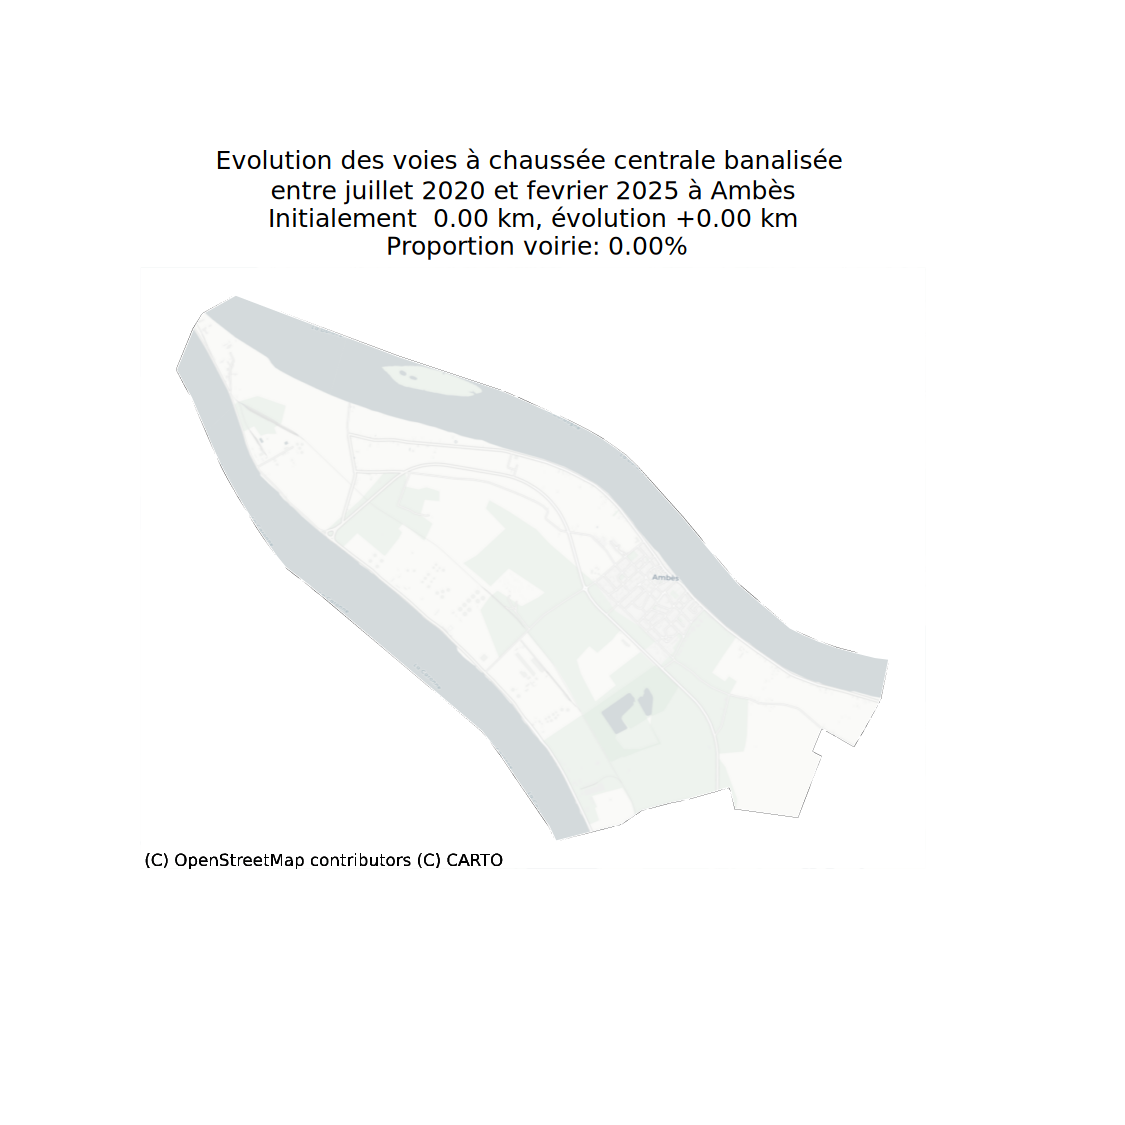 Evolution des voies à chaussée centrale banalisée
entre juillet 2020 et fevrier 2025 à Ambès
Initialement  0.00 km, évolution +0.00 km
Proportion voirie: 0.00%
Ambès
(C) OpenStreetMap contributors (C) CARTO